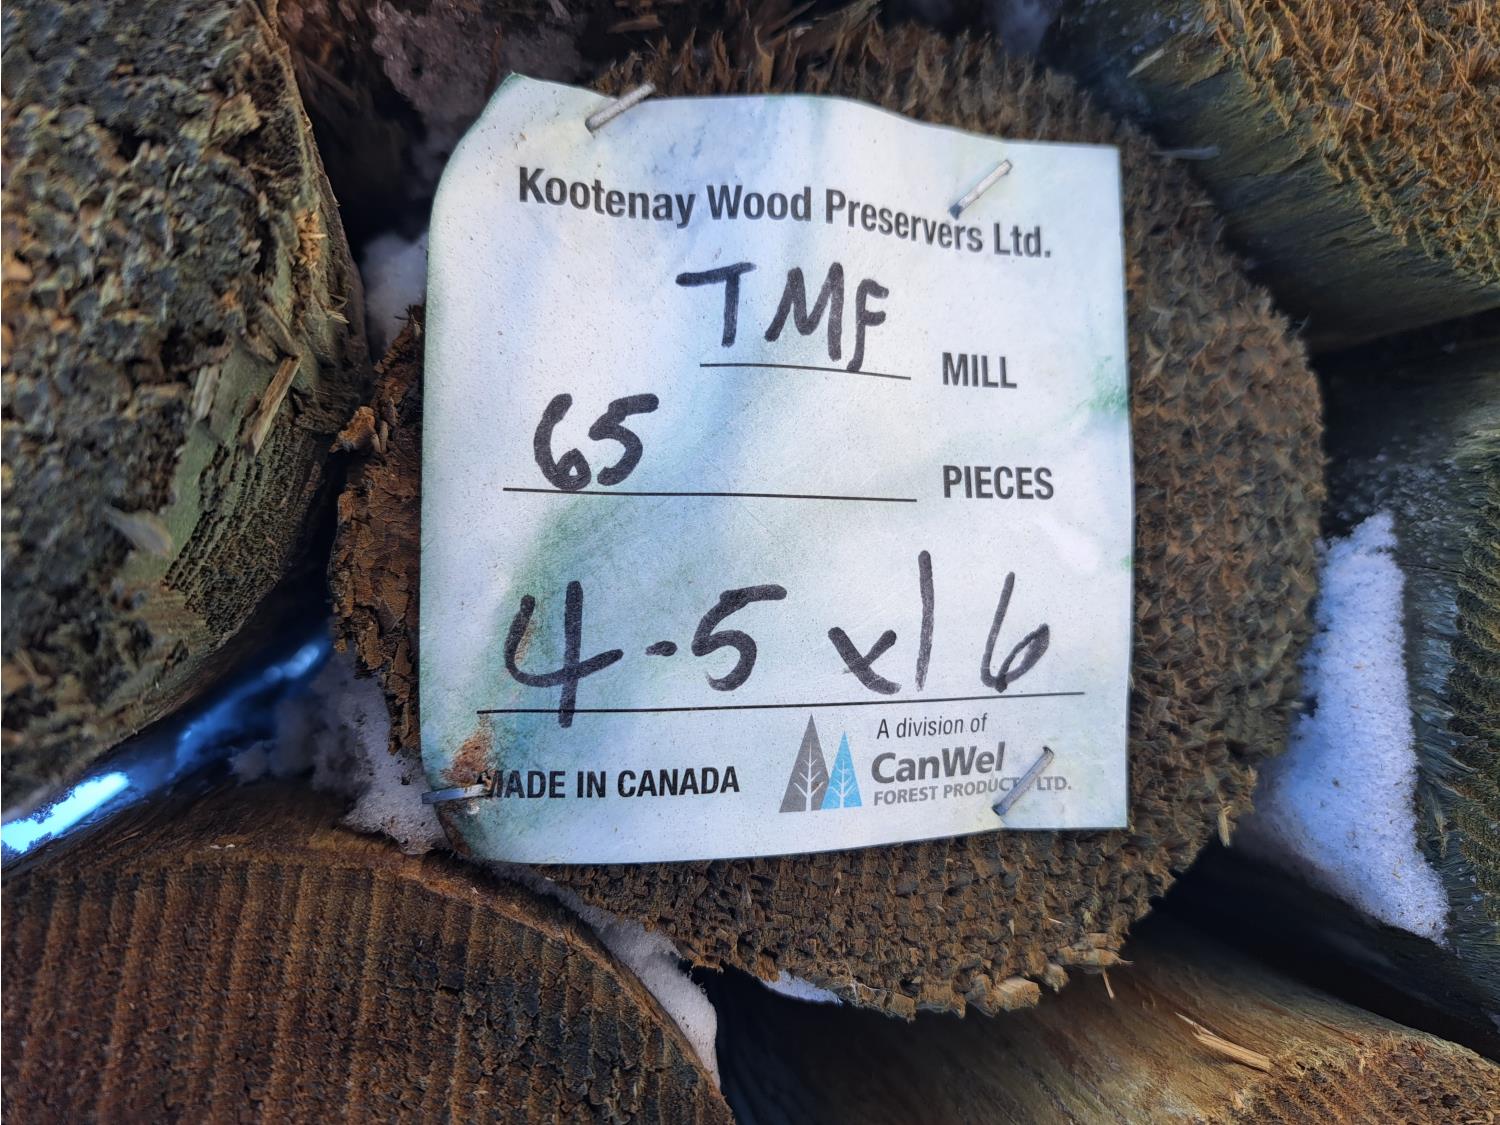 Kootenay Wood Preservers Ltd.
TMF MILL
65 PIECES
4-5 x16
MADE IN CANADA
A division of
CanWel
FOREST PRODUCTS LTD.